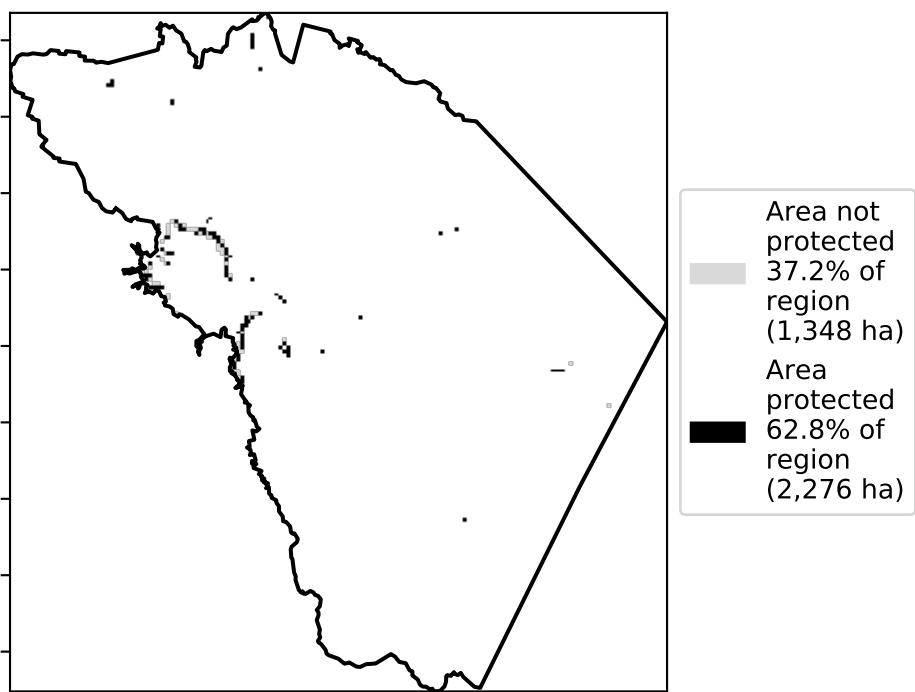 Area not
protected
37.2% of
region
(1,348 ha)
Area
protected
62.8% of
region
(2,276 ha)